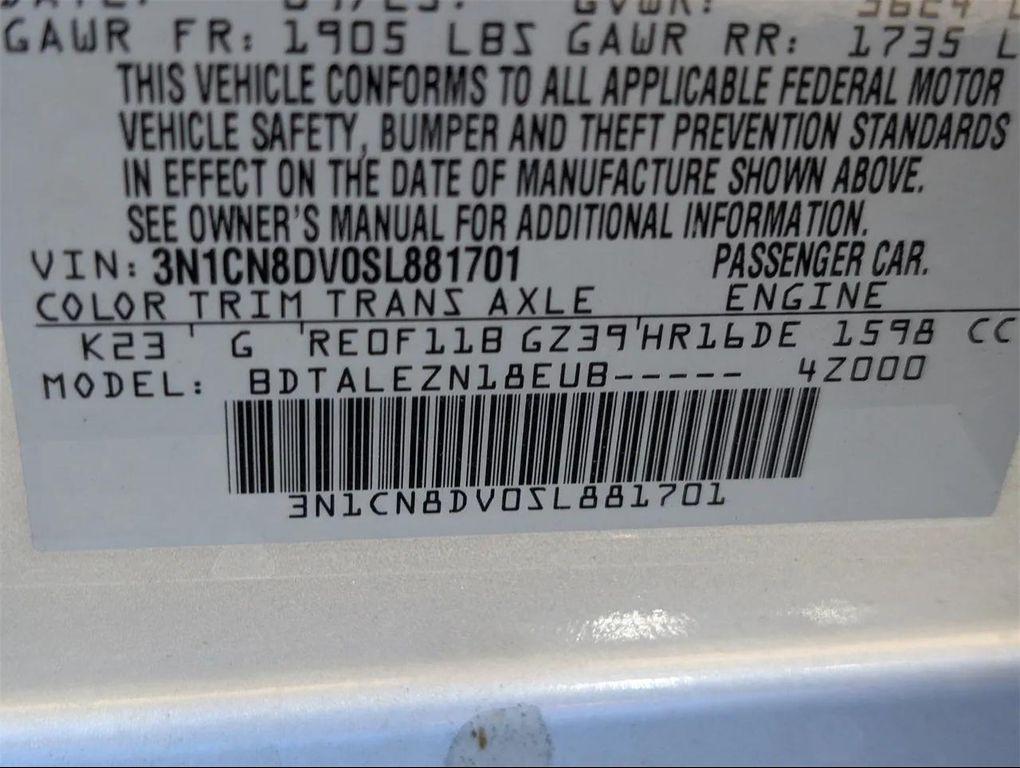 GAWR FR: 1905 LBS GAWR RR: 1735 L
THIS VEHICLE CONFORMS TO ALL APPLICABLE FEDERAL MOTOR
VEHICLE SAFETY, BUMPER AND THEFT PREVENTION STANDARDS
IN EFFECT ON THE DATE OF MANUFACTURE SHOWN ABOVE.
SEE OWNER'S MANUAL FOR ADDITIONAL INFORMATION.
VIN: 3N1CN8DV0SL881701 PASSENGER CAR.
COLOR TRIM TRANS AXLE ENGINE
K23 ' G ' RE0F11B GZ39 ' HR16DE 1598 CC
MODEL: BDTALEZN18EUB----- 4Z000
3N1CN8DV0SL881701